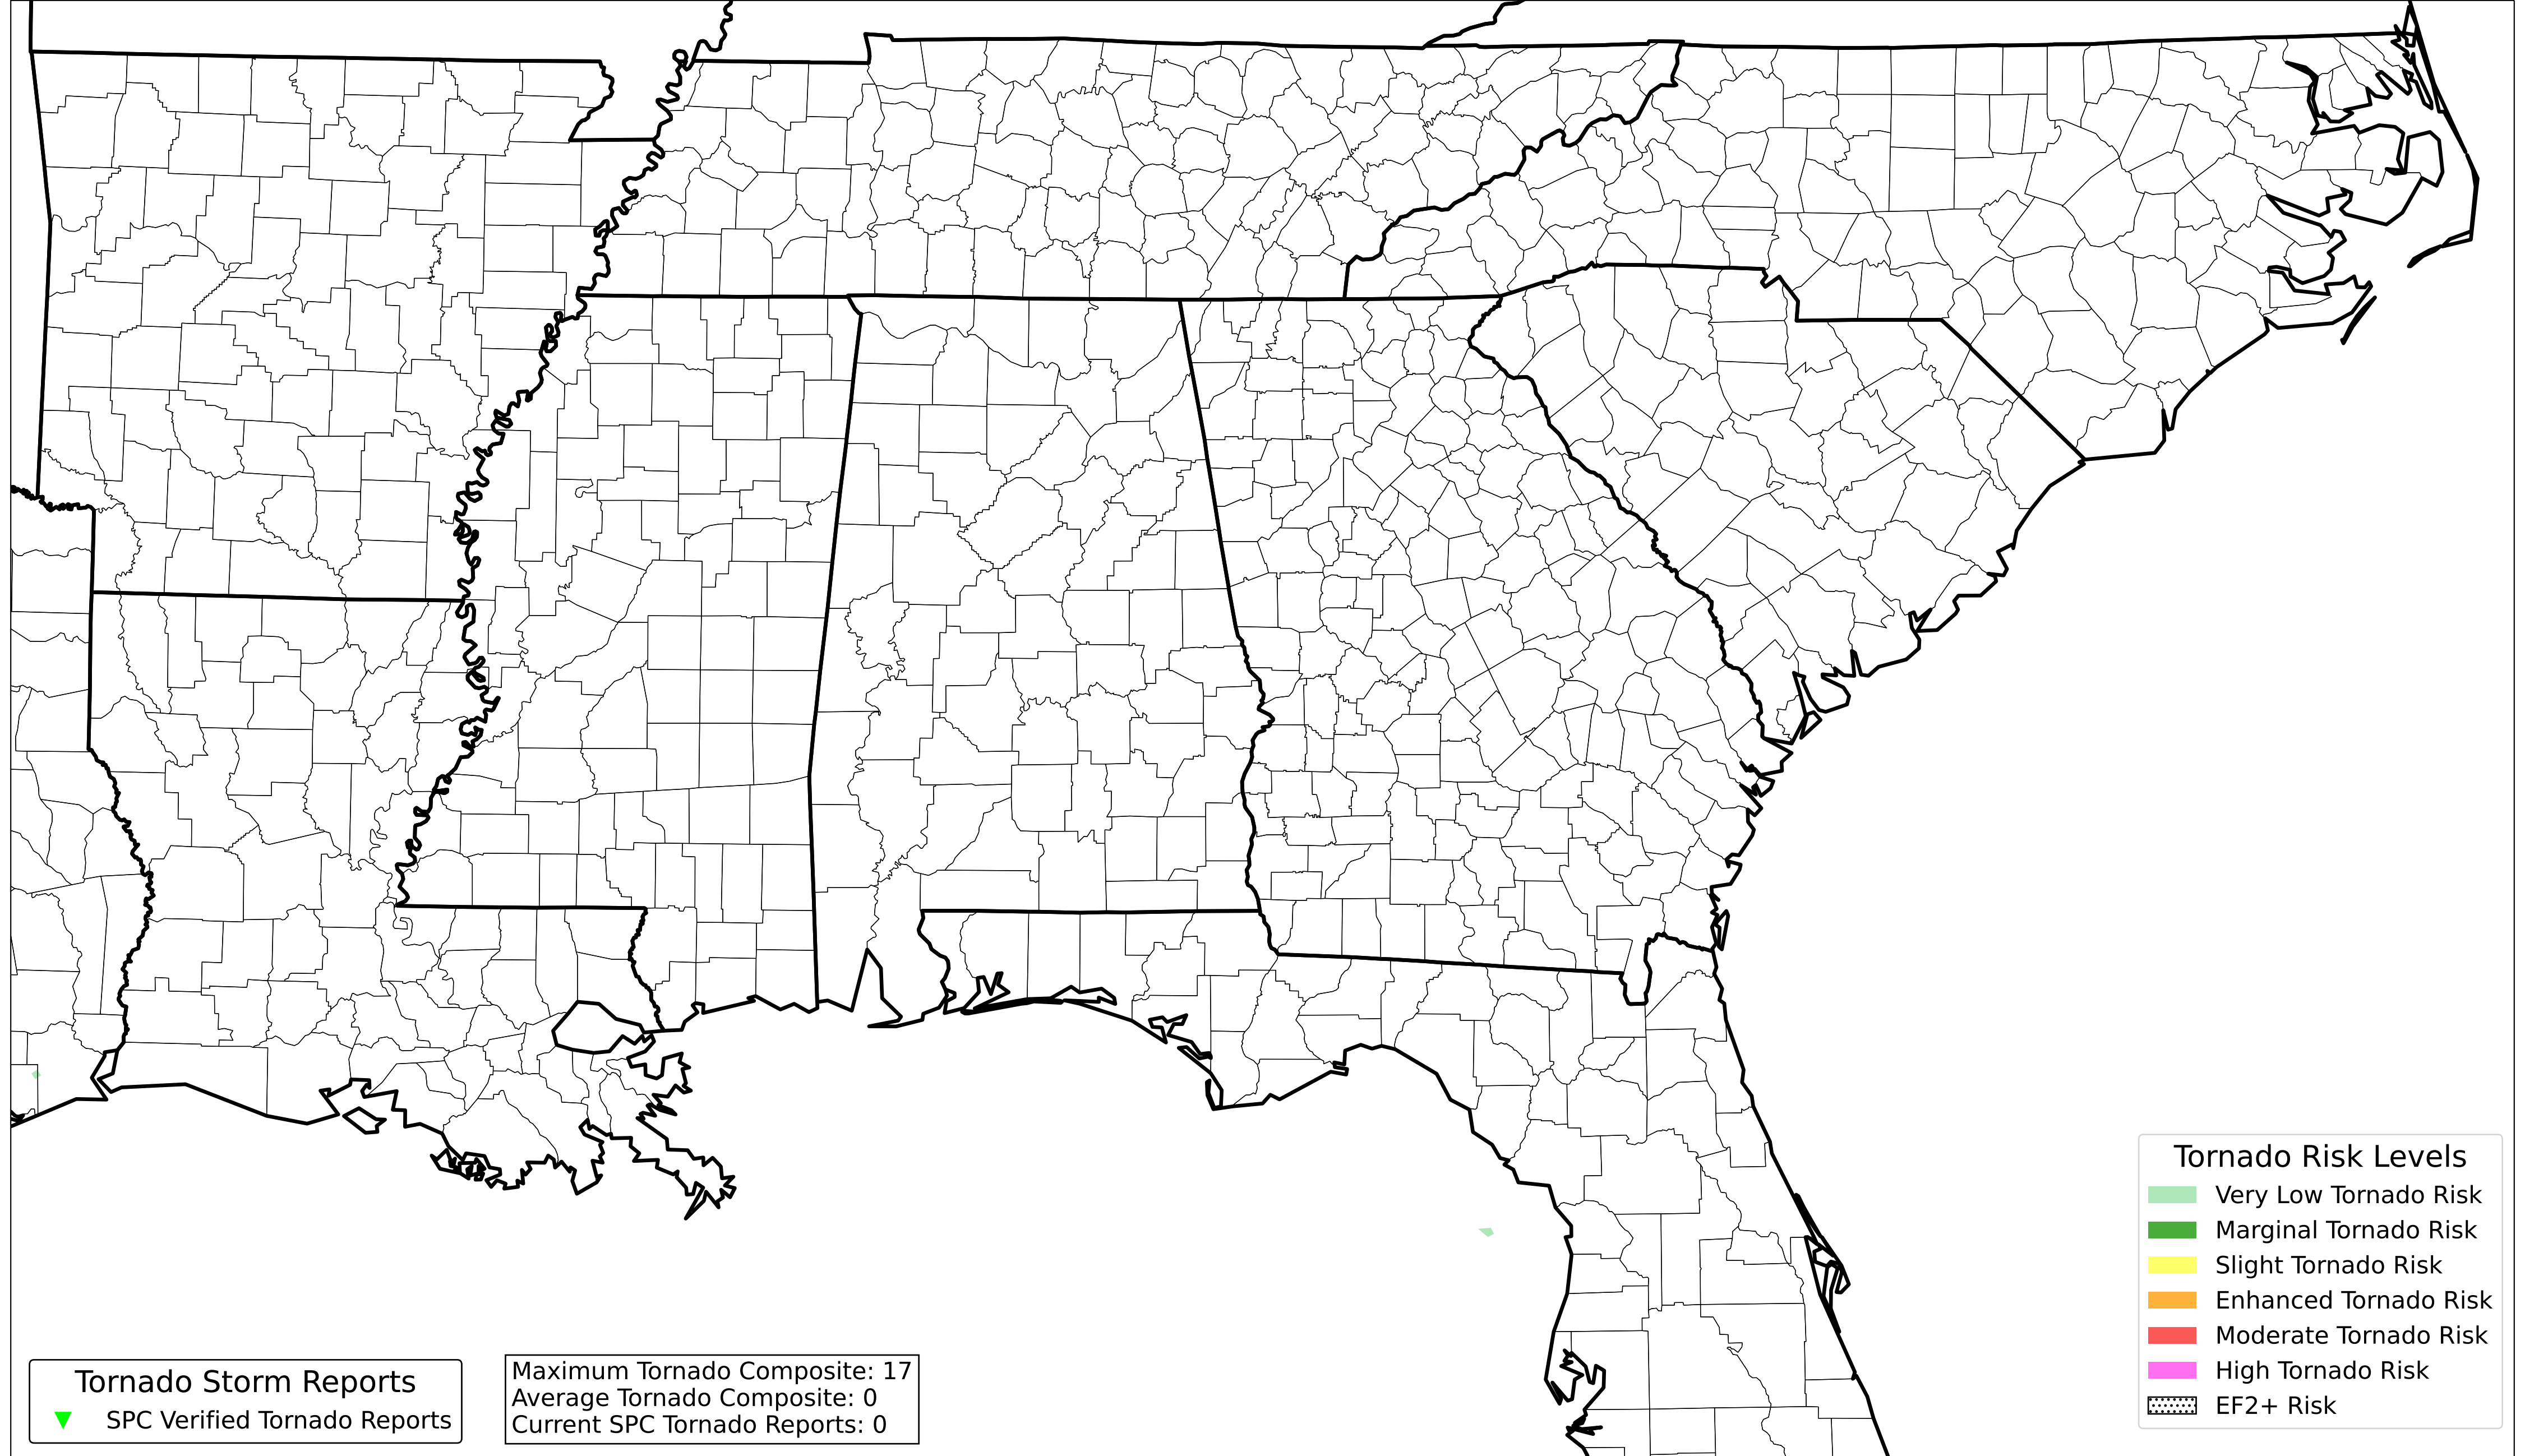 Tornado Risk Levels
Very Low Tornado Risk
Marginal Tornado Risk
Slight Tornado Risk
Enhanced Tornado Risk
Moderate Tornado Risk
High Tornado Risk
EF2+ Risk
Tornado Storm Reports
SPC Verified Tornado Reports
Maximum Tornado Composite: 17
Average Tornado Composite: 0
Current SPC Tornado Reports: 0